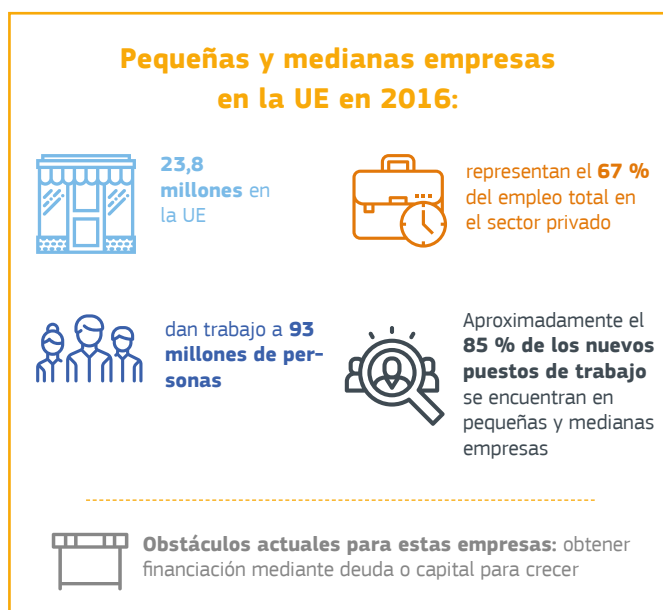 Pequeñas y medianas empresas
en la UE en 2016:
23,8
millones en
la UE
representan el 67 %
del empleo total en
el sector privado
dan trabajo a 93
millones de per-
sonas
Aproximadamente el
85 % de los nuevos
puestos de trabajo
se encuentran en
pequeñas y medianas
empresas
Obstáculos actuales para estas empresas: obtener
financiación mediante deuda o capital para crecer